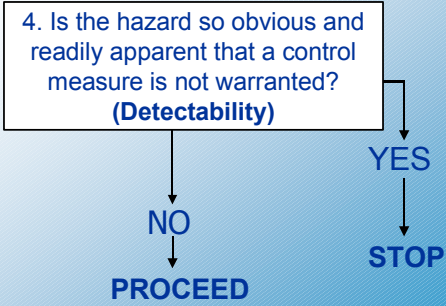 4. Is the hazard so obvious and
readily apparent that a control
measure is not warranted?
(Detectability)
YES
NO
STOP
PROCEED